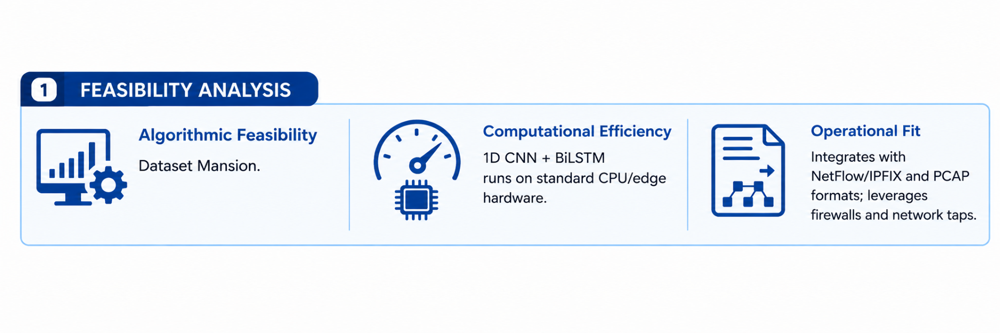 1
FEASIBILITY ANALYSIS
Algorithmic Feasibility
Dataset Mansion.
Computational Efficiency
1D CNN + BiLSTM
runs on standard CPU/edge
hardware.
Operational Fit
Integrates with
NetFlow/IPFIX and PCAP
formats; leverages
firewalls and network taps.